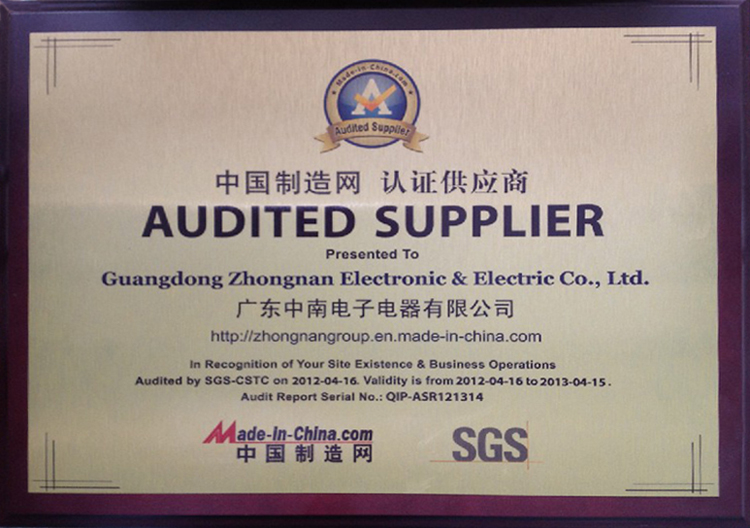 Made-in-China.com
A
Audited Supplier
中国制造网 认证供应商
AUDITED SUPPLIER
Presented To
Guangdong Zhongnan Electronic & Electric Co., Ltd.
广东中南电子电器有限公司
http://zhongnangroup.en.made-in-china.com
In Recognition of Your Site Existence & Business Operations
Audited by SGS-CSTC on 2012-04-16. Validity is from 2012-04-16 to 2013-04-15.
Audit Report Serial No.: QIP-ASR121314
Made-in-China.com
中国制造网
SGS